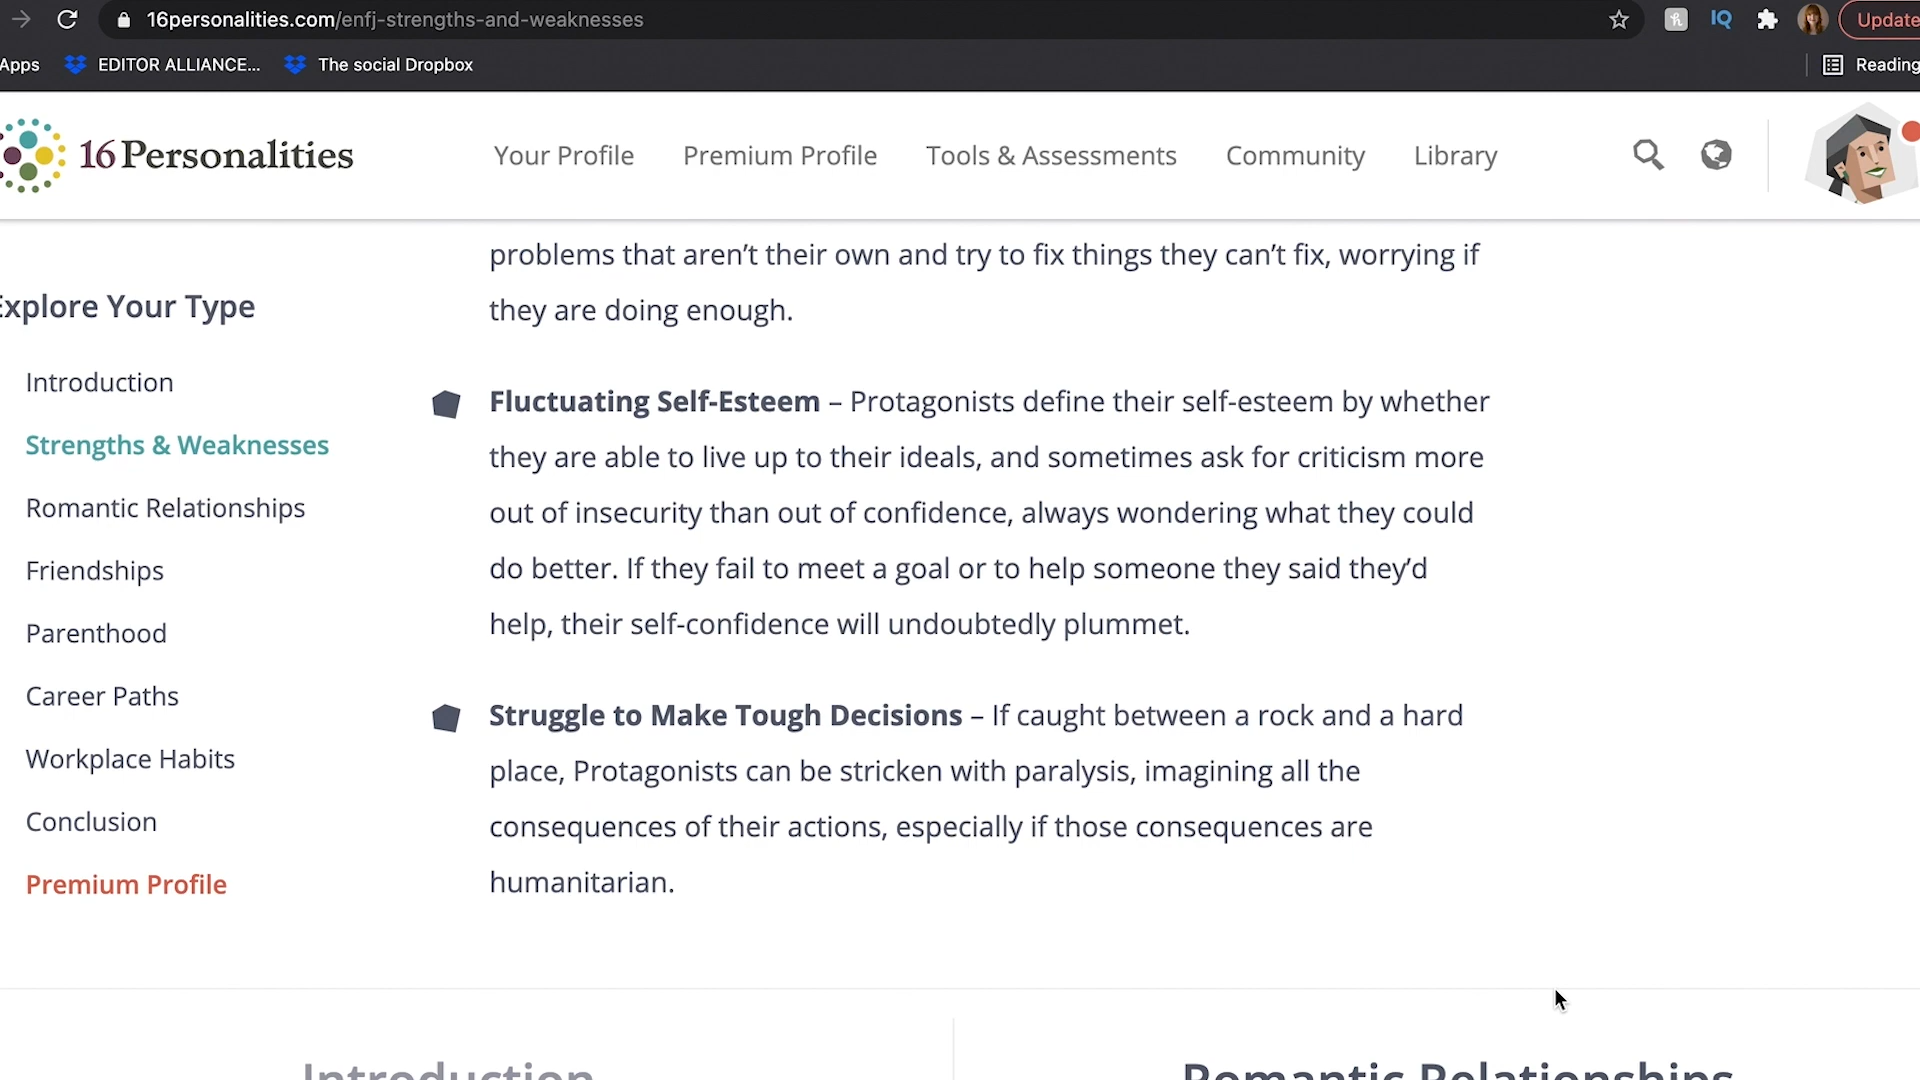 16personalities.com/enfj-strengths-and-weaknesses
IQ
Update
Apps
EDITOR ALLIANCE...
The social Dropbox
Reading
16Personalities
Your Profile
Premium Profile
Tools & Assessments
Community
Library
problems that aren't their own and try to fix things they can't fix, worrying if
they are doing enough.
Explore Your Type
Introduction
Strengths & Weaknesses
Romantic Relationships
Friendships
Parenthood
Career Paths
Workplace Habits
Conclusion
Premium Profile
Fluctuating Self-Esteem – Protagonists define their self-esteem by whether
they are able to live up to their ideals, and sometimes ask for criticism more
out of insecurity than out of confidence, always wondering what they could
do better. If they fail to meet a goal or to help someone they said they’d
help, their self-confidence will undoubtedly plummet.
Struggle to Make Tough Decisions – If caught between a rock and a hard
place, Protagonists can be stricken with paralysis, imagining all the
consequences of their actions, especially if those consequences are
humanitarian.
Introduction
Romantic Relationships